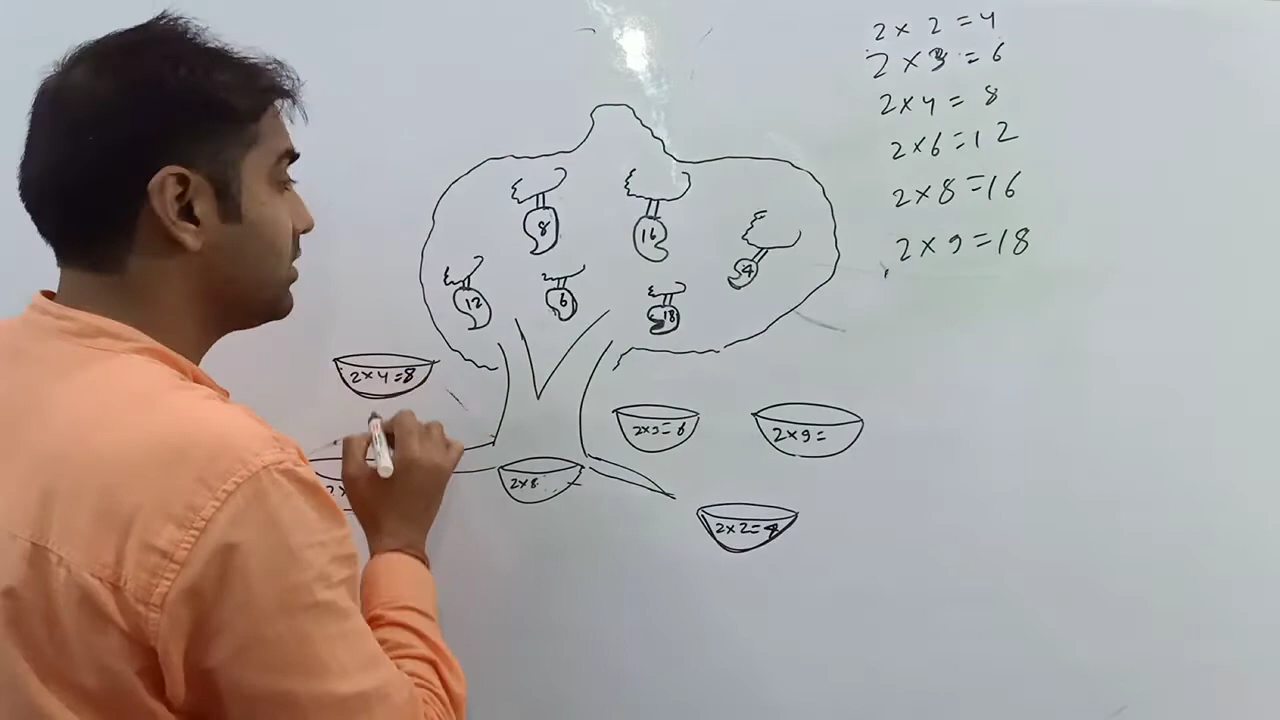 2 × 2 = 4
2 × 3 = 6
2 × 4 = 8
2 × 6 = 12
2 × 8 = 16
2 × 9 = 18
8
16
4
12
6
18
2×4=8
2×3=6
2×9=
2×8
2×2=4